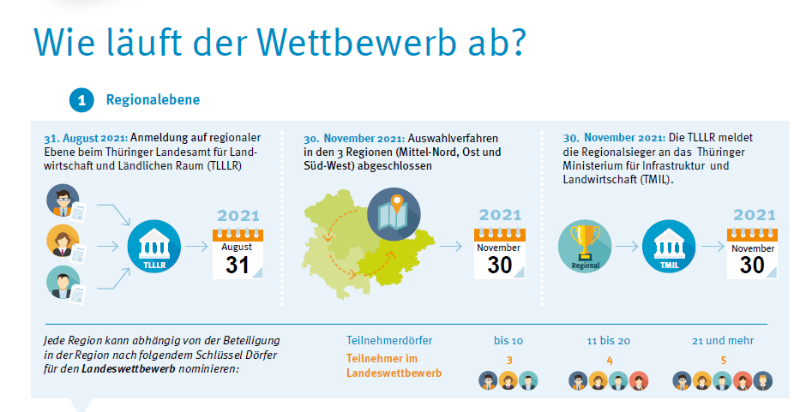 Wie läuft der Wettbewerb ab?
1 Regionalebene
31. August 2021: Anmeldung auf regionaler
Ebene beim Thüringer Landesamt für Land-
wirtschaft und Ländlichen Raum (TLLLR)
TLLLR
2021
August
31
30. November 2021: Auswahlverfahren
in den 3 Regionen (Mittel-Nord, Ost und
Süd-West) abgeschlossen
2021
November
30
30. November 2021: Die TLLLR meldet
die Regionalsieger an das Thüringer
Ministerium für Infrastruktur und
Landwirtschaft (TMIL).
Regional
TMIL
2021
November
30
Jede Region kann abhängig von der Beteiligung
in der Region nach folgendem Schlüssel Dörfer
für den Landeswettbewerb nominieren:
Teilnehmerdörfer bis 10 11 bis 20 21 und mehr
Teilnehmer im 3 4 5
Landeswettbewerb